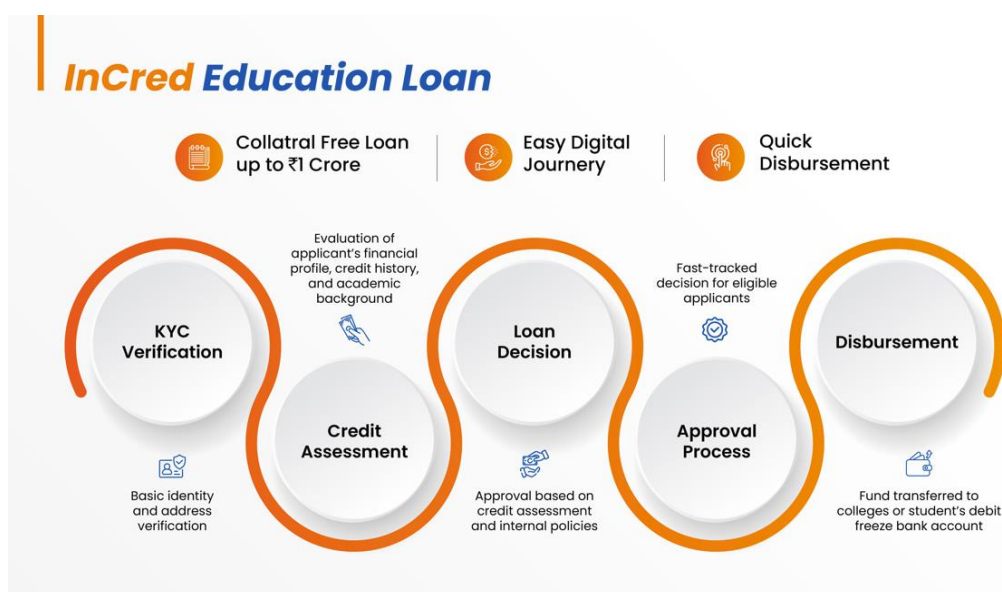 InCred Education Loan
Collatral Free Loan
up to ₹1 Crore
Easy Digital
Journery
Quick
Disbursement
KYC
Verification
Basic identity
and address
verification
Evaluation of
applicant's financial
profile, credit history,
and academic
background
Credit
Assessment
Loan
Decision
Approval based on
credit assessment
and internal policies
Fast-tracked
decision for eligible
applicants
Approval
Process
Disbursement
Fund transferred to
colleges or student's debit
freeze bank account